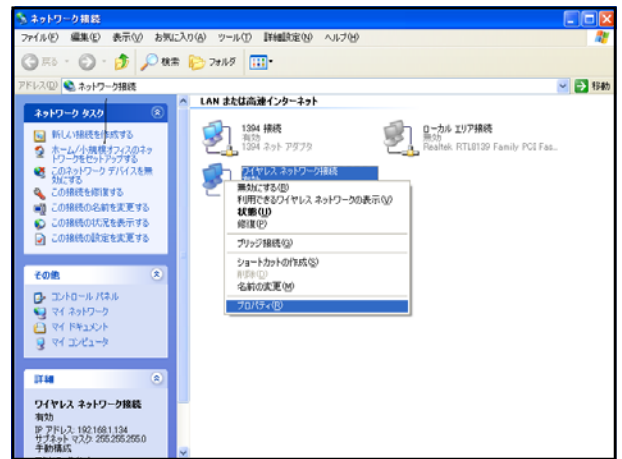 ネットワーク接続
ファイル(F) 編集(E) 表示(V) お気に入り(A) ツール(T) 詳細設定(N) ヘルプ(H)
戻る 検索 フォルダ
アドレス(D) ネットワーク接続 移動
ネットワーク タスク
新しい接続を作成する
ホーム/小規模オフィスのネッ
トワークをセットアップする
このネットワーク デバイスを無
効にする
この接続を修復する
この接続の名前を変更する
この接続の状況を表示する
この接続の設定を変更する
その他
コントロール パネル
マイ ネットワーク
マイ ドキュメント
マイ コンピュータ
詳細
ワイヤレス ネットワーク接続
有効
IP アドレス: 192.168.1.134
サブネット マスク: 255.255.255.0
手動構成
LAN または高速インターネット
1394 接続
有効
1394 ネット アダプタ
ローカル エリア接続
無効
Realtek RTL8139 Family PCI Fas...
ワイヤレス ネットワーク接続
無効にする(B)
利用できるワイヤレス ネットワークの表示(V)
状態(U)
修復(P)
ブリッジ接続(G)
ショートカットの作成(S)
削除(D)
名前の変更(M)
プロパティ(R)